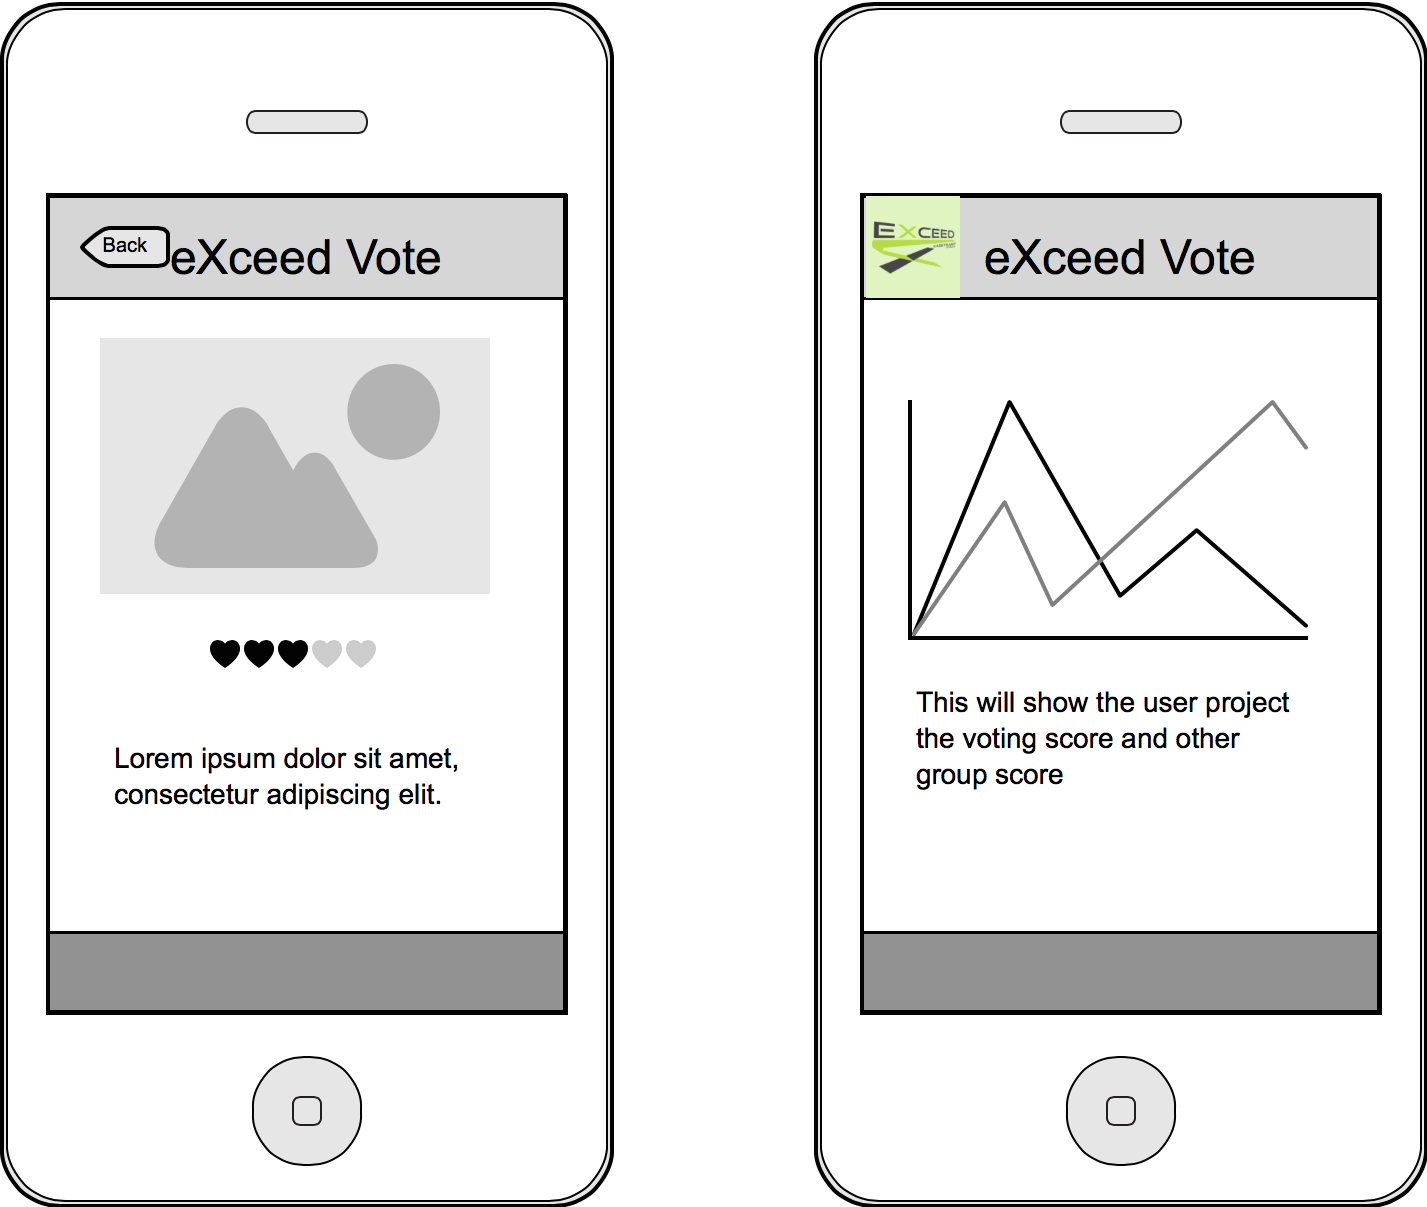 Back
eXceed Vote
Lorem ipsum dolor sit amet,
consectetur adipiscing elit.
EXCEED
eXceed Vote
This will show the user project
the voting score and other
group score